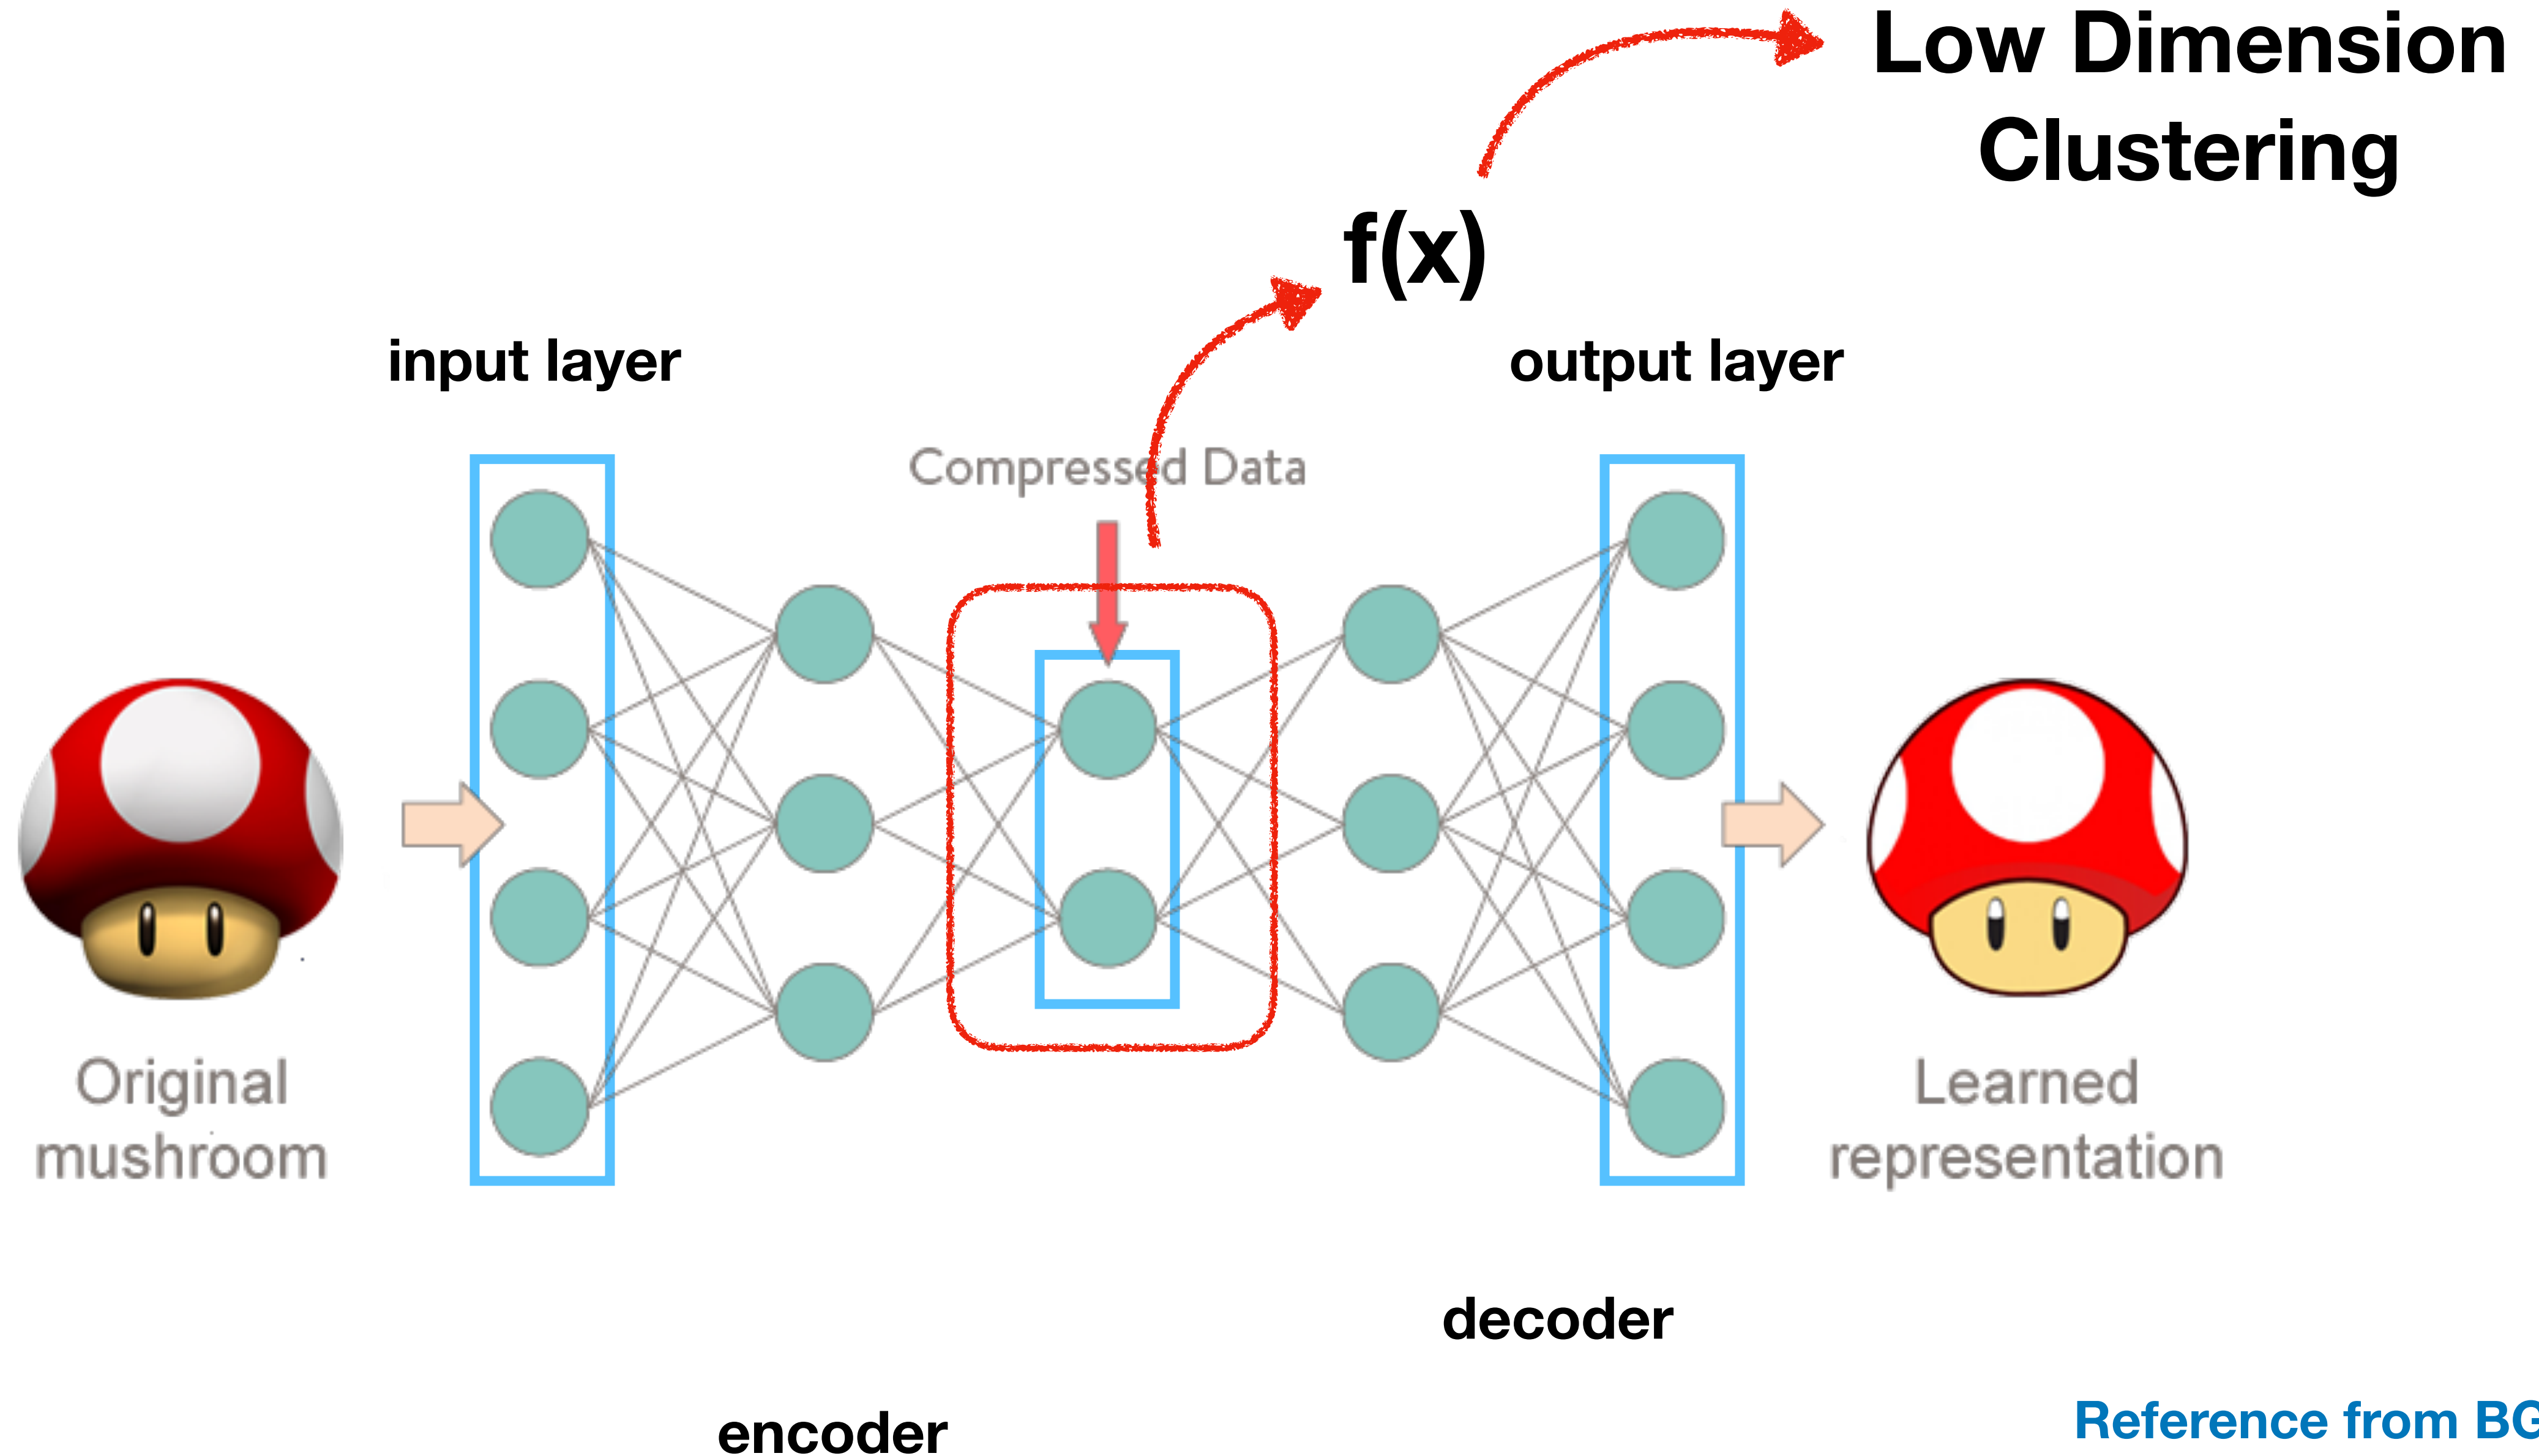 Low Dimension
Clustering
f(x)
input layer
output layer
Compressed Data
Original
mushroom
Learned
representation
decoder
encoder
Reference from